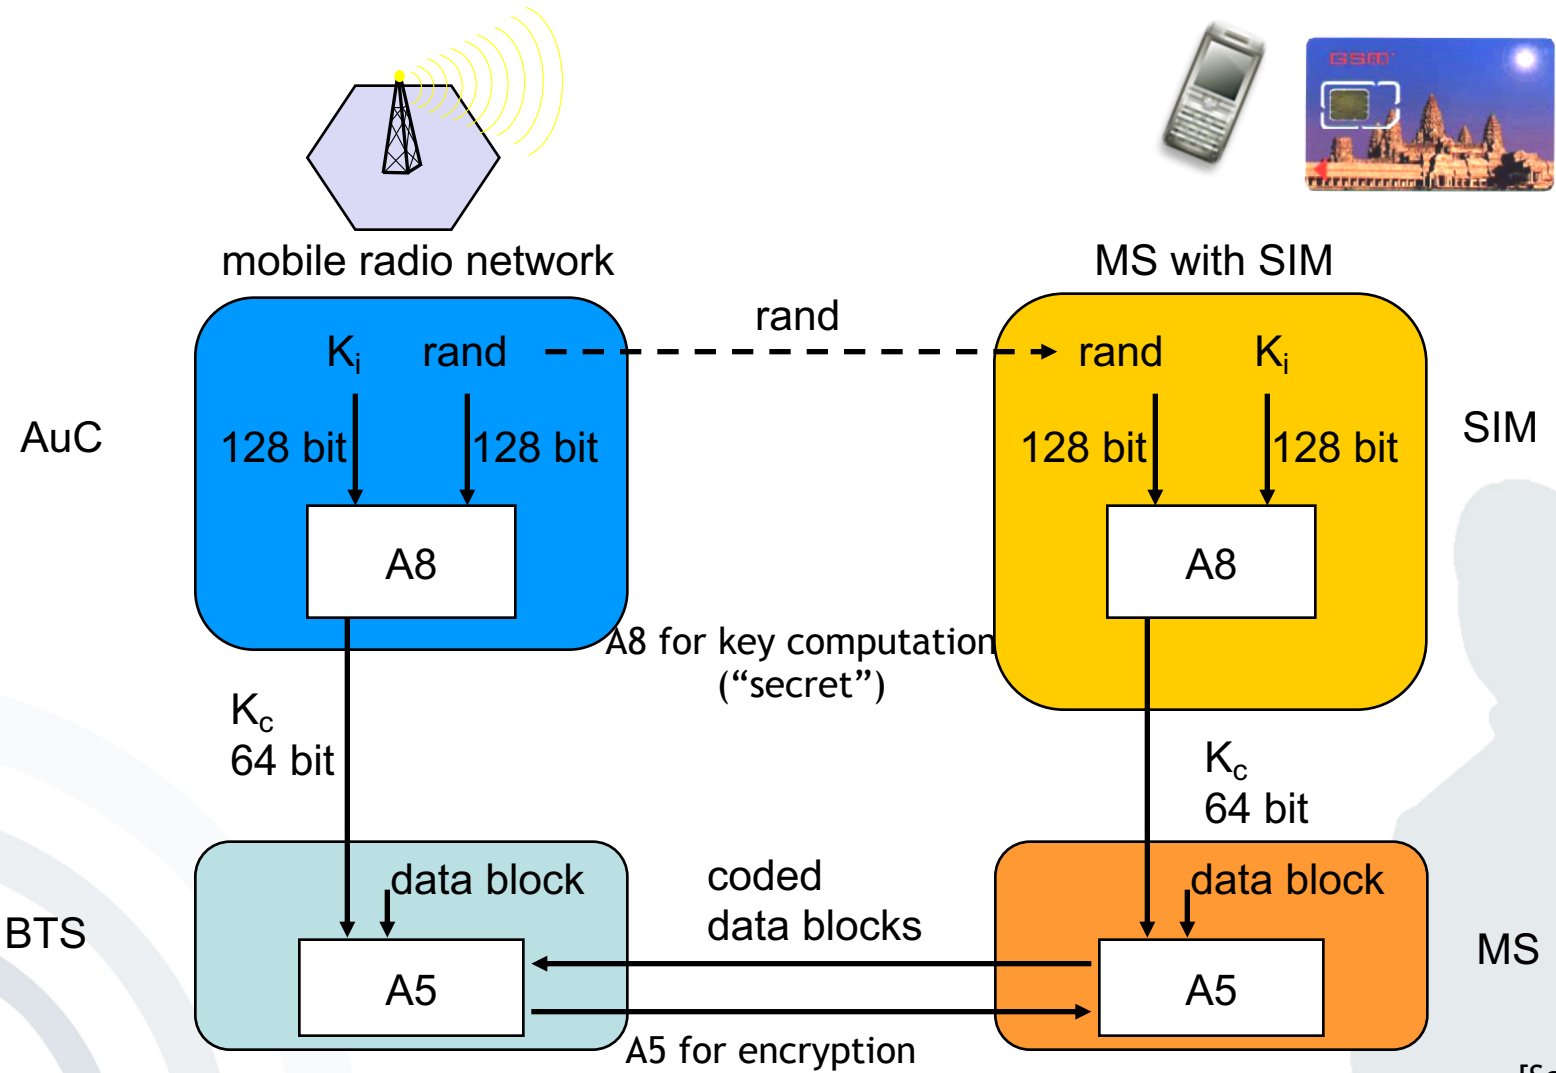 GSM
mobile radio network
MS with SIM
rand
Ki rand
rand Ki
AuC
128 bit 128 bit
128 bit 128 bit
SIM
A8
A8
A8 for key computation
(“secret”)
Kc
64 bit
Kc
64 bit
data block
coded
data blocks
data block
BTS
MS
A5
A5
A5 for encryption